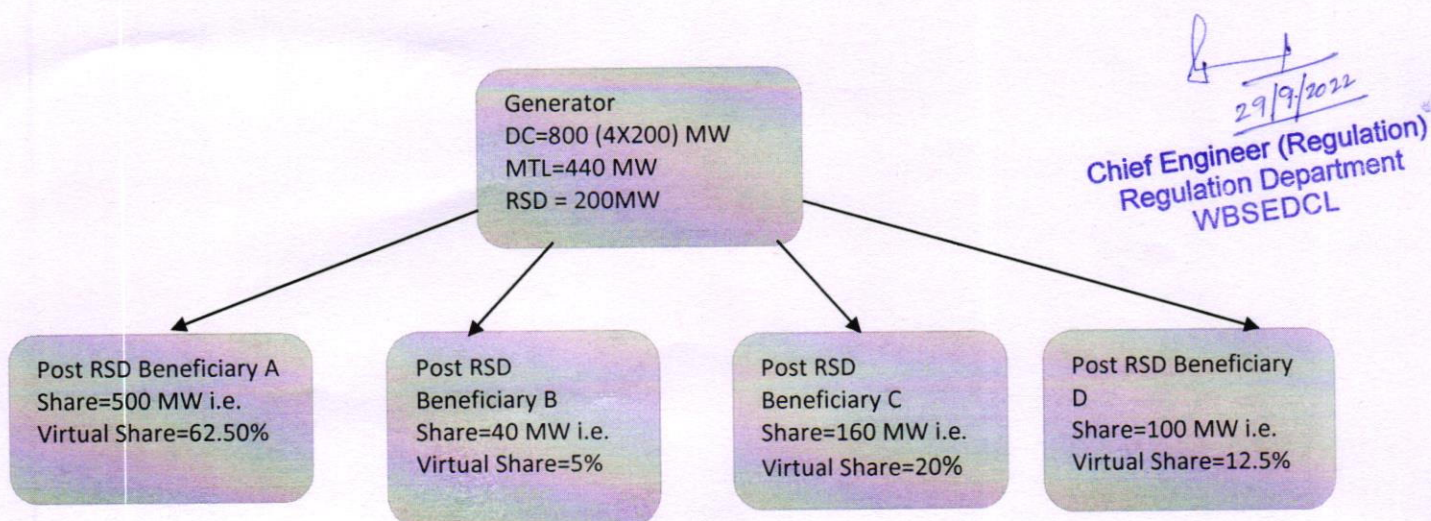 29/9/2022
Chief Engineer (Regulation)
Regulation Department
WBSEDCL
Generator
DC=800 (4X200) MW
MTL=440 MW
RSD = 200MW
Post RSD Beneficiary A
Share=500 MW i.e.
Virtual Share=62.50%
Post RSD
Beneficiary B
Share=40 MW i.e.
Virtual Share=5%
Post RSD
Beneficiary C
Share=160 MW i.e.
Virtual Share=20%
Post RSD Beneficiary
D
Share=100 MW i.e.
Virtual Share=12.5%